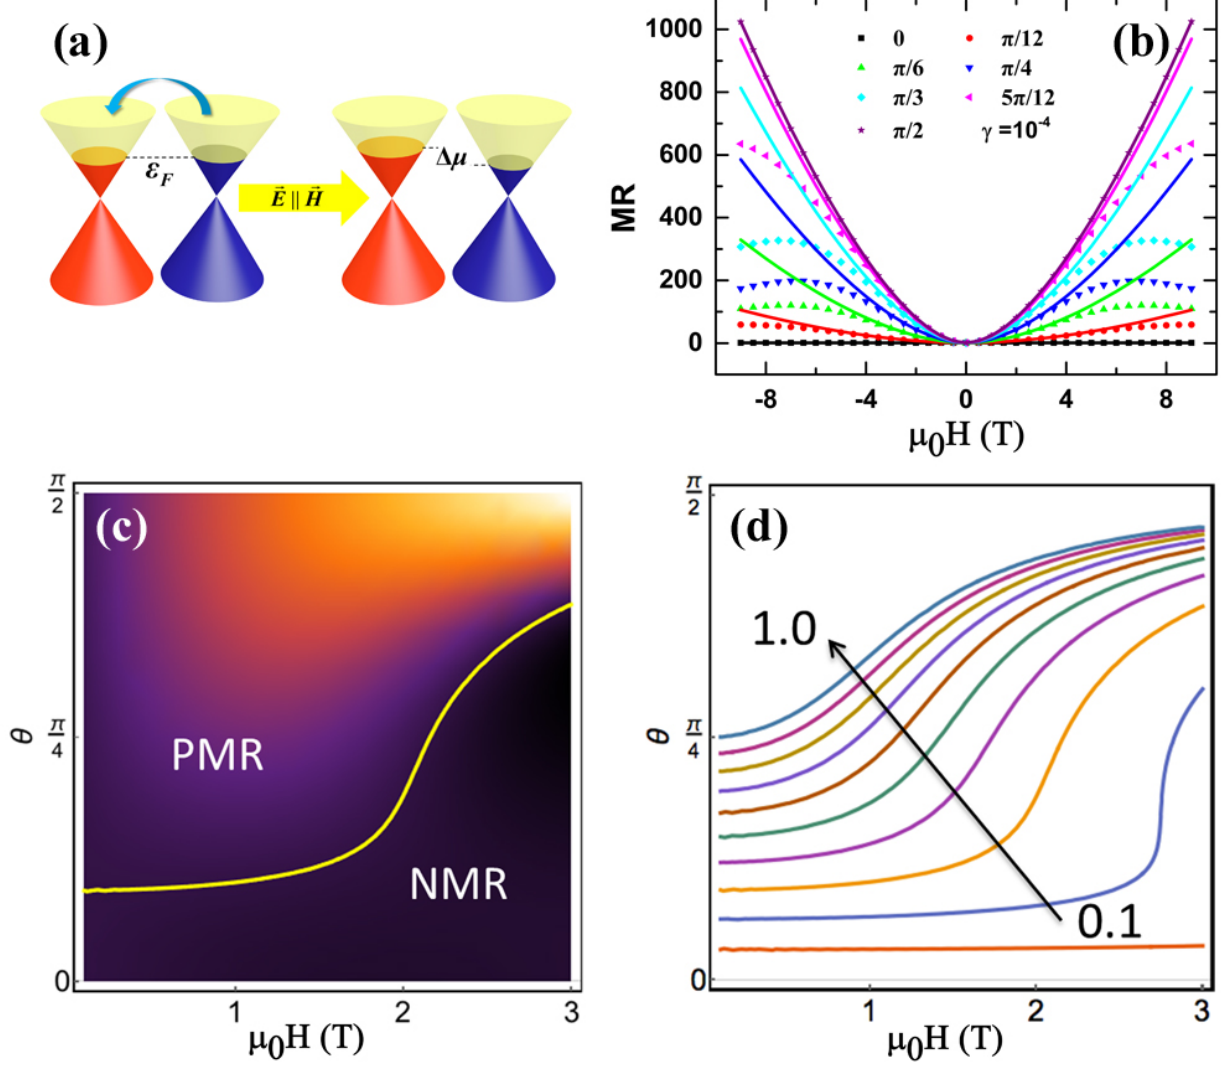 (a)
ε_F
E⃗ || H⃗
Δμ
(b)
MR
1000
800
600
400
200
0
0 π/12
π/6 π/4
π/3 5π/12
π/2 γ =10⁻⁴
-8 -4 0 4 8
μ₀H (T)
(c)
π/2
θ
π/4
0
PMR
NMR
1 2 3
μ₀H (T)
(d)
π/2
θ
π/4
0
1.0
0.1
1 2 3
μ₀H (T)